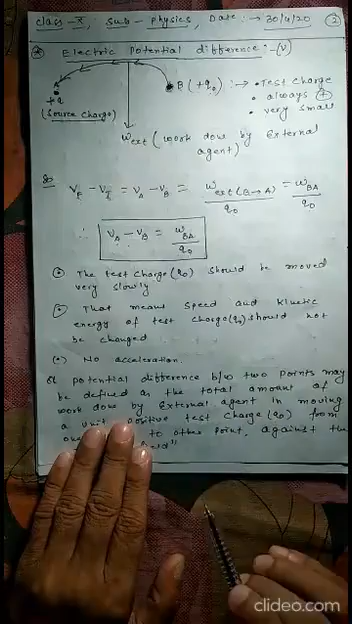 class - X, Sub - physics, Date :→ 30/4/20 (2)
Electric Potential difference :- (V)
+Q
(Source Charge)
B (+q₀) :→ • Test charge
• always (+)
• very small
Wext (work done by External
agent)
VF - VI = VA - VB = Wext (B→A)/q₀ = WBA/q₀
∴ VA - VB = WBA/q₀
The test charge (q₀) should be moved
very slowly
That means speed and kinetic
energy of test charge (q₀) should not
be changed
No acceleration.
potential difference b/w two points may
be defined as the total amount of
work done by External agent in moving
a unit positive test charge (q₀) from
to other point, against the
clideo.com